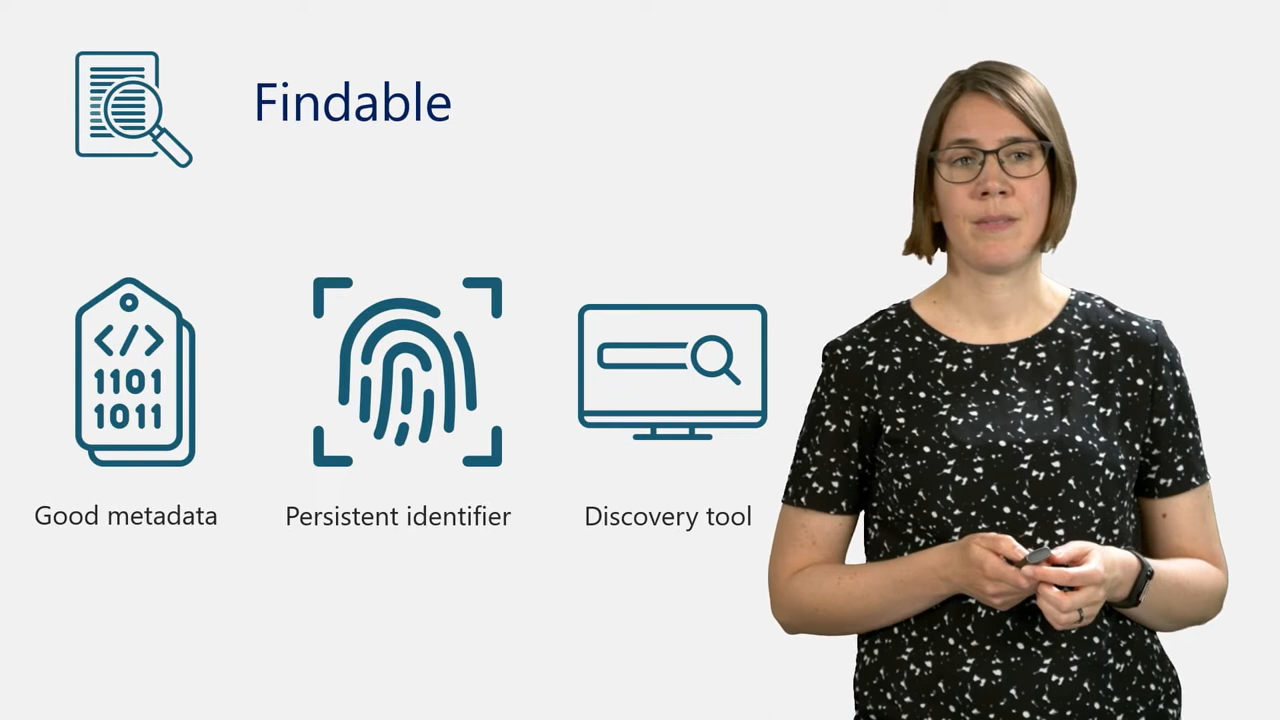 Findable
</>
1101
1011
Good metadata
Persistent identifier
Discovery tool